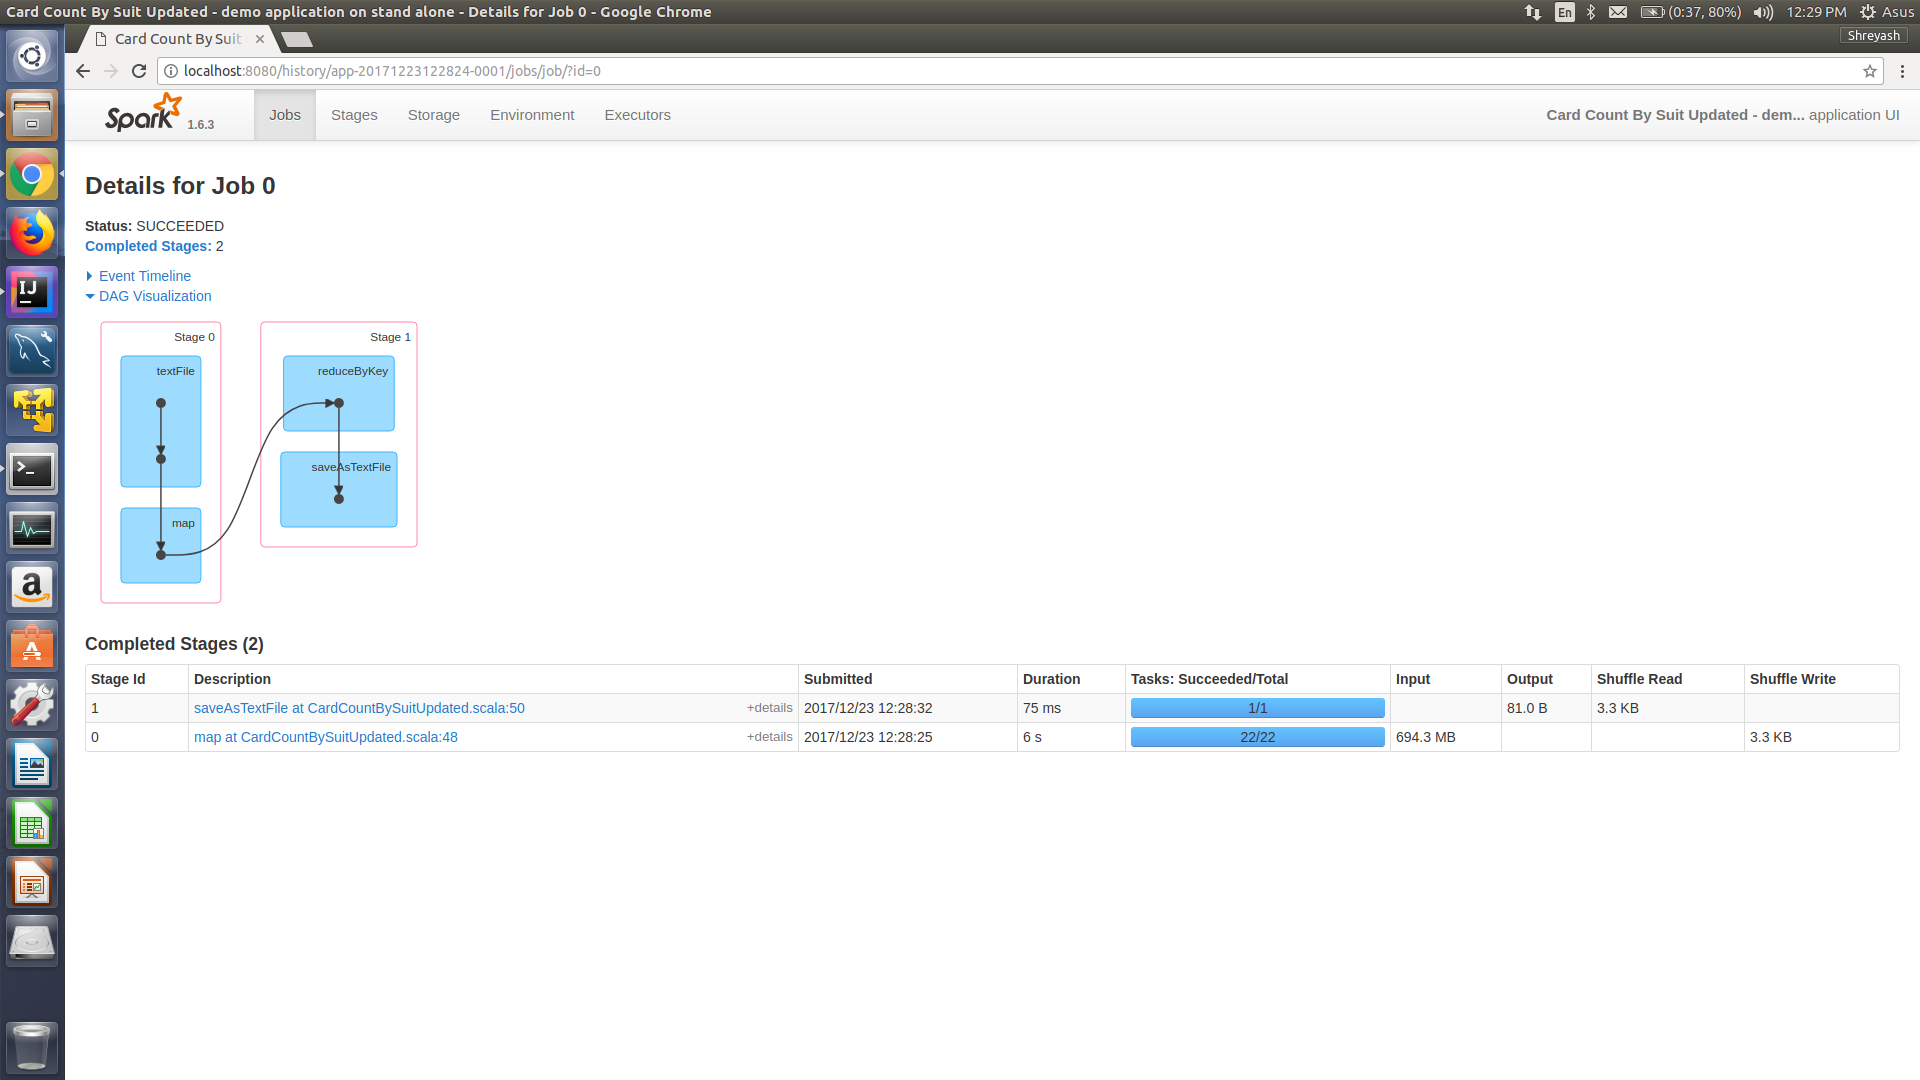 Card Count By Suit Updated - demo application on stand alone - Details for Job 0 - Google Chrome
En (0:37, 80%) 12:29 PM Asus
Card Count By Suit
Shreyash
localhost:8080/history/app-20171223122824-0001/jobs/job/?id=0
Spark 1.6.3 Jobs Stages Storage Environment Executors Card Count By Suit Updated - dem... application UI
Details for Job 0
Status: SUCCEEDED
Completed Stages: 2
Event Timeline
DAG Visualization
Stage 0
textFile
map
Stage 1
reduceByKey
saveAsTextFile
Completed Stages (2)
Stage Id Description Submitted Duration Tasks: Succeeded/Total Input Output Shuffle Read Shuffle Write
1 saveAsTextFile at CardCountBySuitUpdated.scala:50 +details 2017/12/23 12:28:32 75 ms 1/1 81.0 B 3.3 KB
0 map at CardCountBySuitUpdated.scala:48 +details 2017/12/23 12:28:25 6 s 22/22 694.3 MB 3.3 KB
IJ